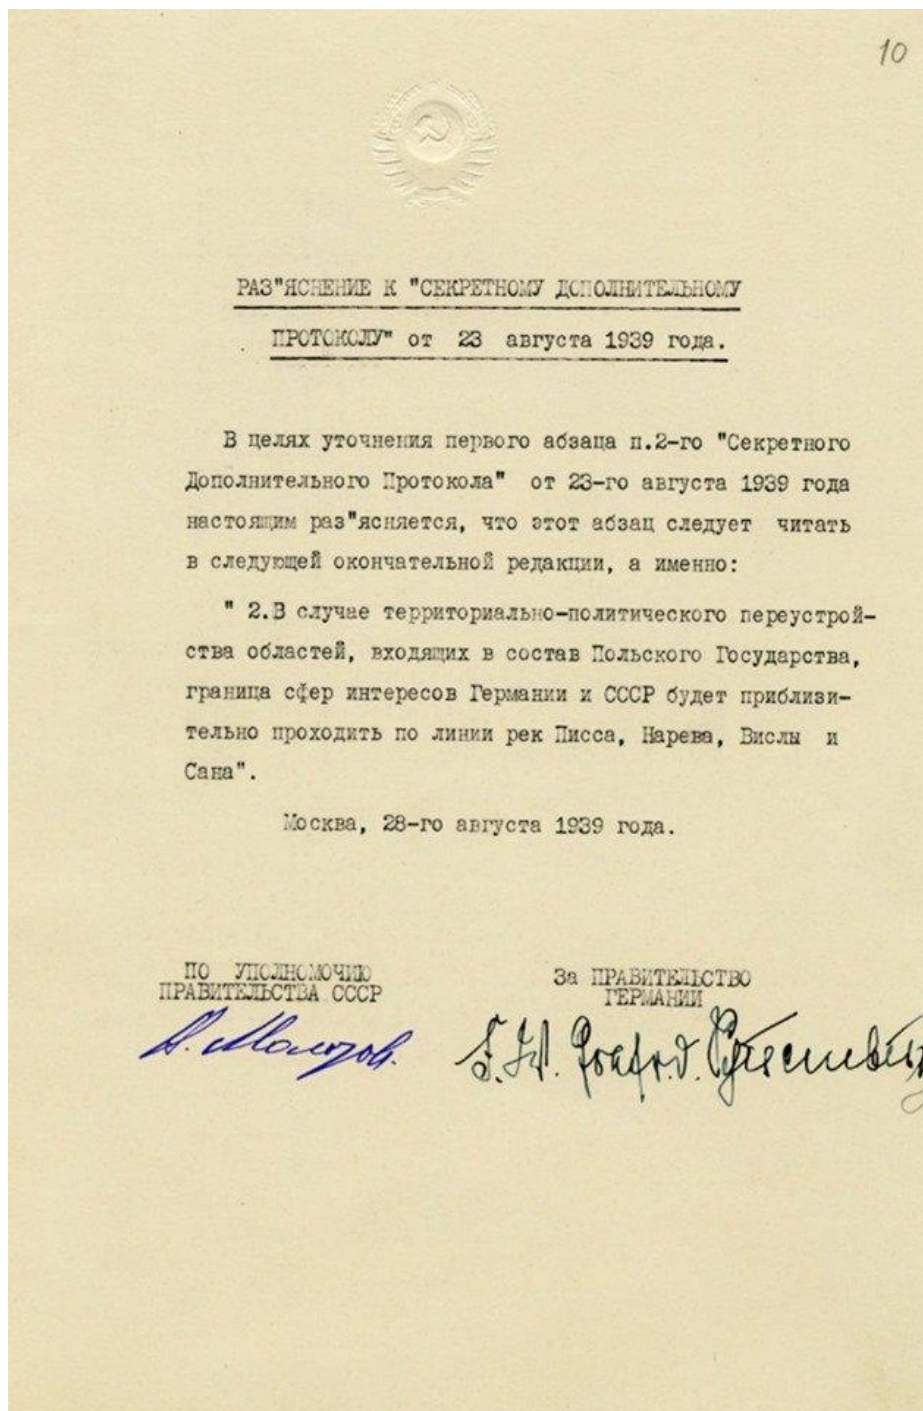 10
РАЗ"ЯСНЕНИЕ К "СЕКРЕТНОМУ ДОПОЛНИТЕЛЬНОМУ
ПРОТОКОЛУ" от 23 августа 1939 года.
В целях уточнения первого абзаца п.2-го "Секретного
Дополнительного Протокола" от 23-го августа 1939 года
настоящим раз"ясняется, что этот абзац следует читать
в следующей окончательной редакции, а именно:
" 2.В случае территориально-политического переустрой-
ства областей, входящих в состав Польского Государства,
граница сфер интересов Германии и СССР будет приблизи-
тельно проходить по линии рек Писса, Нарева, Вислы и
Сана".
Москва, 28-го августа 1939 года.
ПО УПОЛНОМОЧИЮ
ПРАВИТЕЛЬСТВА СССР
За ПРАВИТЕЛЬСТВО
ГЕРМАНИИ
В. Молотов.